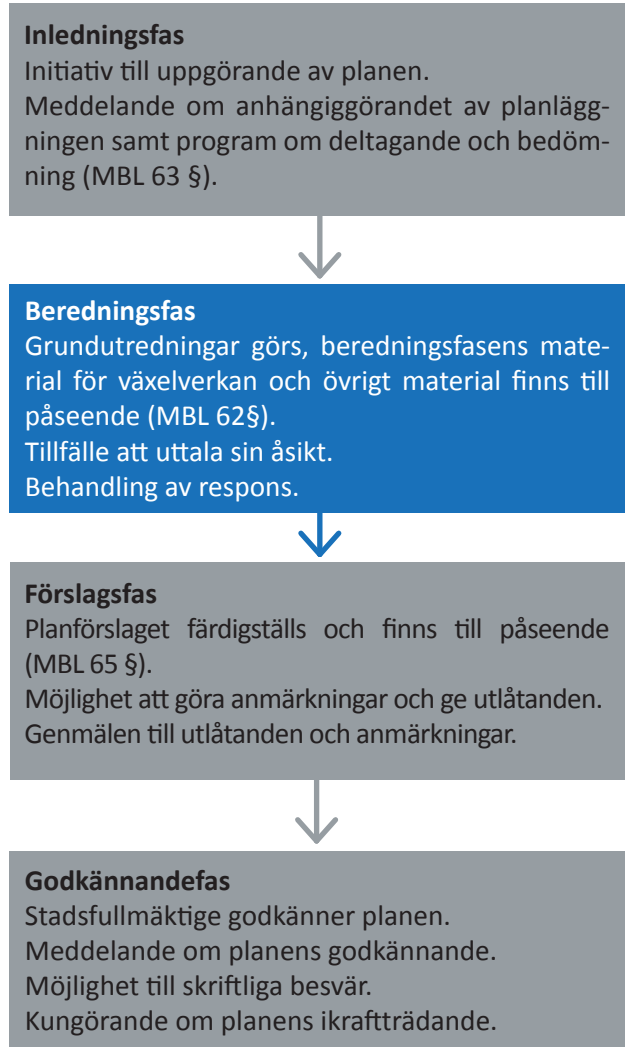 Inledningsfas
Initiativ till uppgörande av planen.
Meddelande om anhängiggörandet av planlägg-
ningen samt program om deltagande och bedöm-
ning (MBL 63 §).
Beredningsfas
Grundutredningar görs, beredningsfasens mate-
rial för växelverkan och övrigt material finns till
påseende (MBL 62§).
Tillfälle att uttala sin åsikt.
Behandling av respons.
Förslagsfas
Planförslaget färdigställs och finns till påseende
(MBL 65 §).
Möjlighet att göra anmärkningar och ge utlåtanden.
Genmälen till utlåtanden och anmärkningar.
Godkännandefas
Stadsfullmäktige godkänner planen.
Meddelande om planens godkännande.
Möjlighet till skriftliga besvär.
Kungörande om planens ikraftträdande.